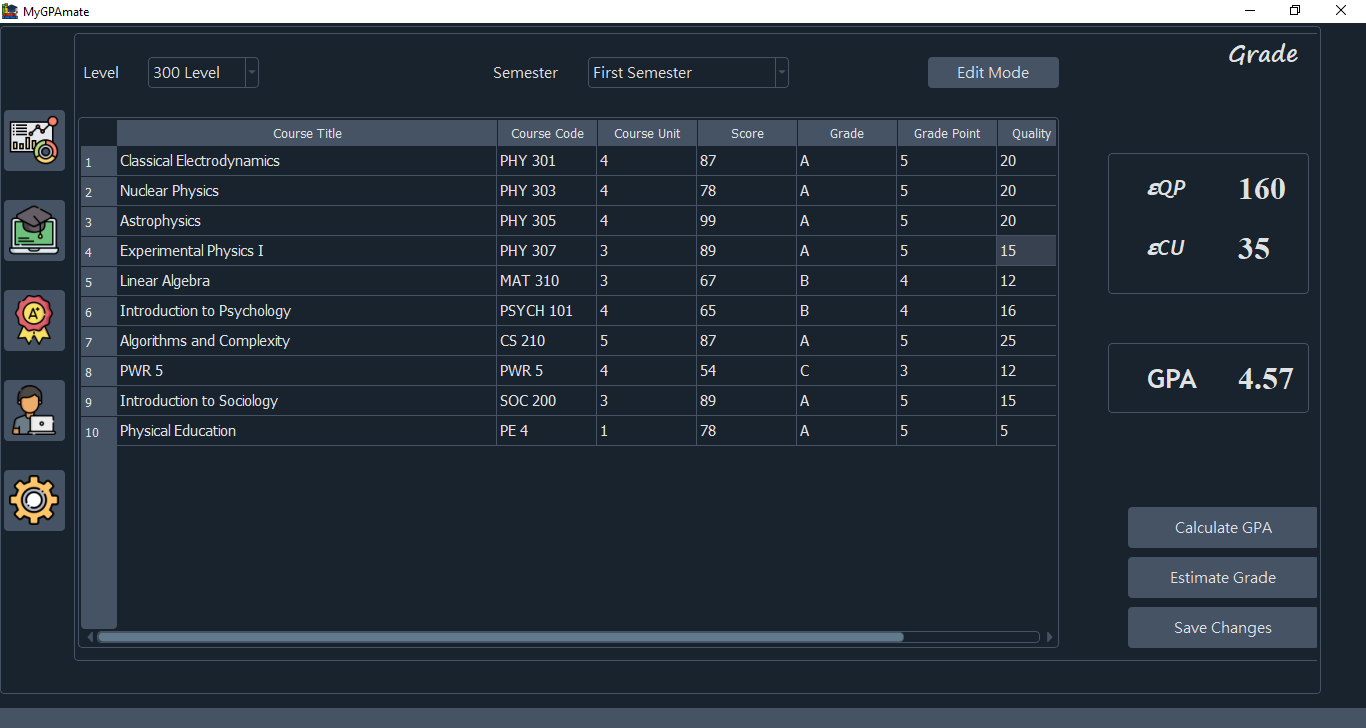 MyGPAmate
Grade
Level 300 Level Semester First Semester Edit Mode
Course Title Course Code Course Unit Score Grade Grade Point Quality
1 Classical Electrodynamics PHY 301 4 87 A 5 20
2 Nuclear Physics PHY 303 4 78 A 5 20
3 Astrophysics PHY 305 4 99 A 5 20
4 Experimental Physics I PHY 307 3 89 A 5 15
5 Linear Algebra MAT 310 3 67 B 4 12
6 Introduction to Psychology PSYCH 101 4 65 B 4 16
7 Algorithms and Complexity CS 210 5 87 A 5 25
8 PWR 5 PWR 5 4 54 C 3 12
9 Introduction to Sociology SOC 200 3 89 A 5 15
10 Physical Education PE 4 1 78 A 5 5
εQP 160
εCU 35
GPA 4.57
Calculate GPA
Estimate Grade
Save Changes